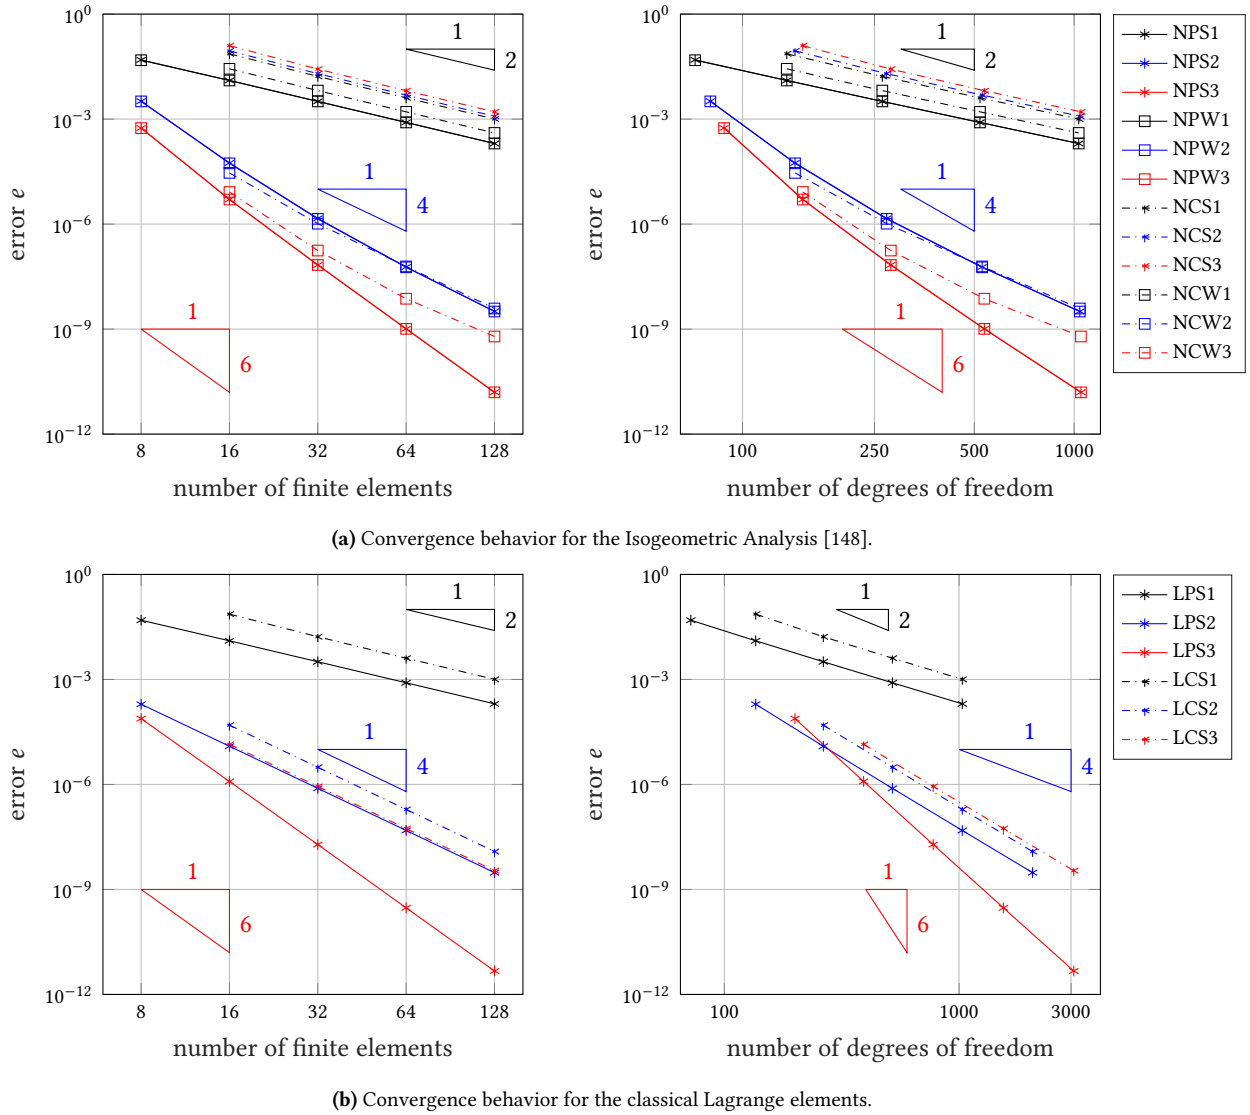 10^0
10^−3
10^−6
10^−9
10^−12
error e
8
16
32
64
128
number of finite elements
1
2
1
4
1
6
10^0
10^−3
10^−6
10^−9
10^−12
error e
100
250
500
1000
number of degrees of freedom
1
2
1
4
1
6
NPS1
NPS2
NPS3
NPW1
NPW2
NPW3
NCS1
NCS2
NCS3
NCW1
NCW2
NCW3
(a) Convergence behavior for the Isogeometric Analysis [148].
10^0
10^−3
10^−6
10^−9
10^−12
error e
8
16
32
64
128
number of finite elements
1
2
1
4
1
6
10^0
10^−3
10^−6
10^−9
10^−12
error e
100
1000
3000
number of degrees of freedom
1
2
1
4
1
6
LPS1
LPS2
LPS3
LCS1
LCS2
LCS3
(b) Convergence behavior for the classical Lagrange elements.